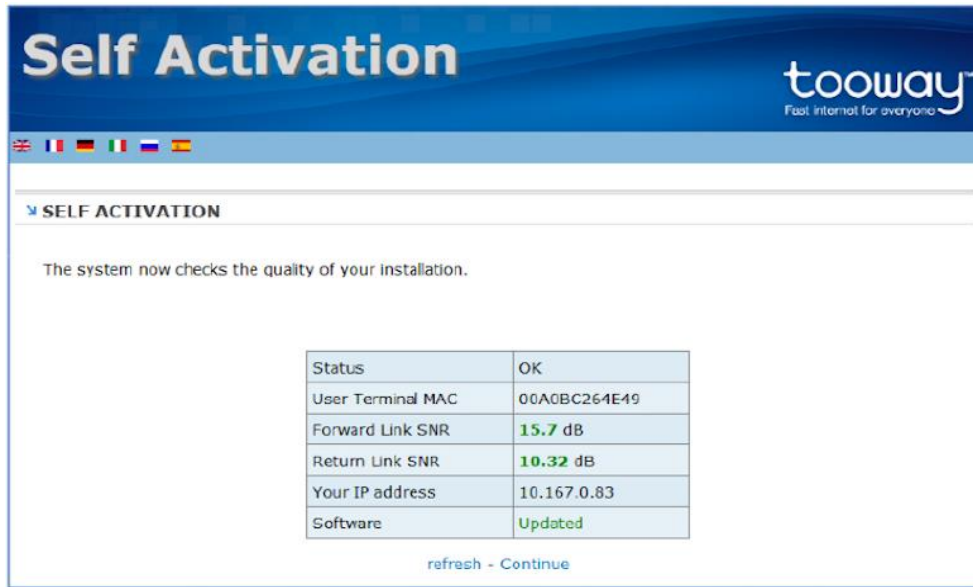 Self Activation
tooway™
Fast internet for everyone
SELF ACTIVATION
The system now checks the quality of your installation.
Status OK
User Terminal MAC 00A0BC264E49
Forward Link SNR 15.7 dB
Return Link SNR 10.32 dB
Your IP address 10.167.0.83
Software Updated
refresh - Continue